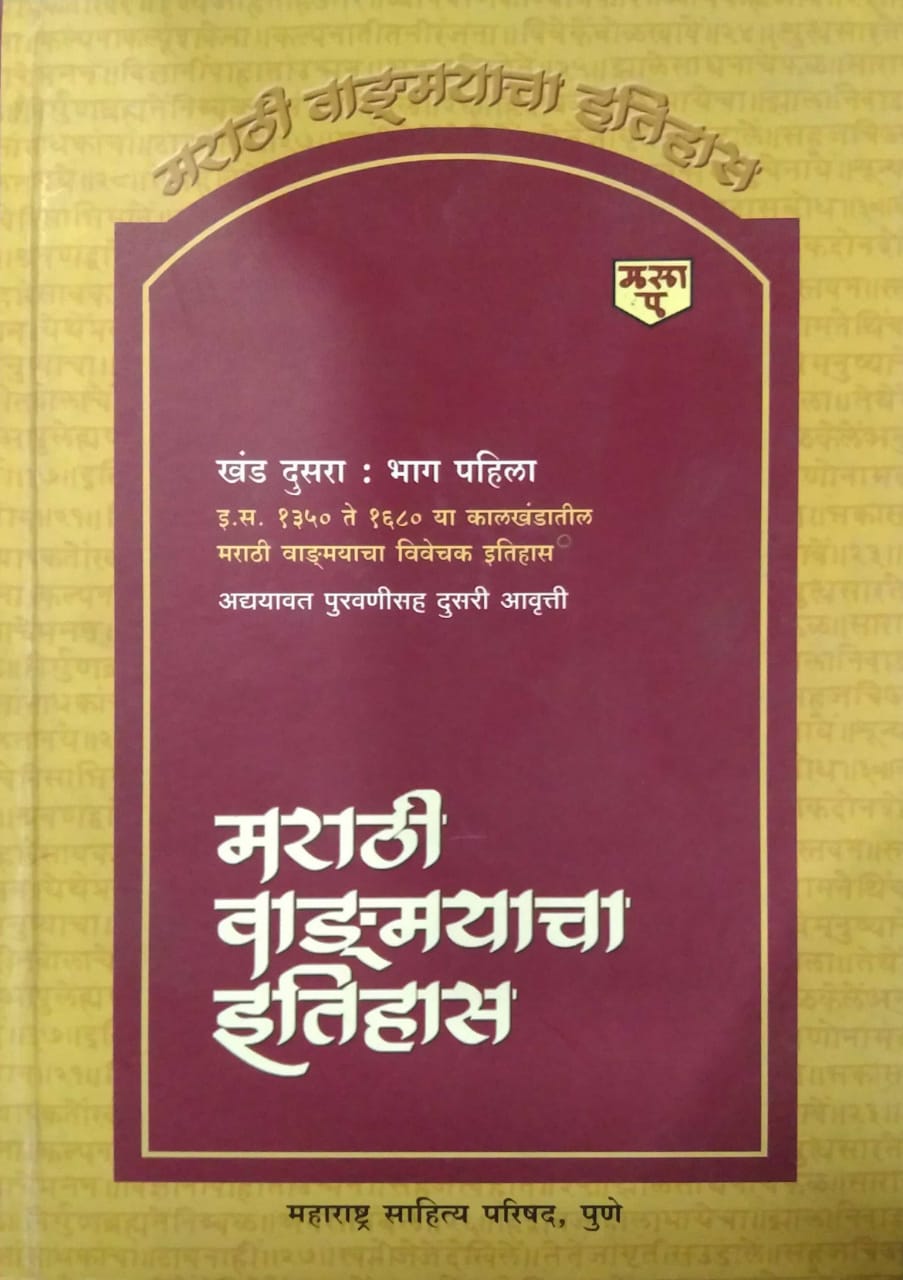 मराठी वाङ्मयाचा इतिहास
मसा
प
खंड दुसरा : भाग पहिला
इ.स. १३५० ते १६८० या कालखंडातील
मराठी वाङ्मयाचा विवेचक इतिहास
अद्ययावत पुरवणीसह दुसरी आवृत्ती
मराठी
वाङ्मयाचा
इतिहास
महाराष्ट्र साहित्य परिषद, पुणे